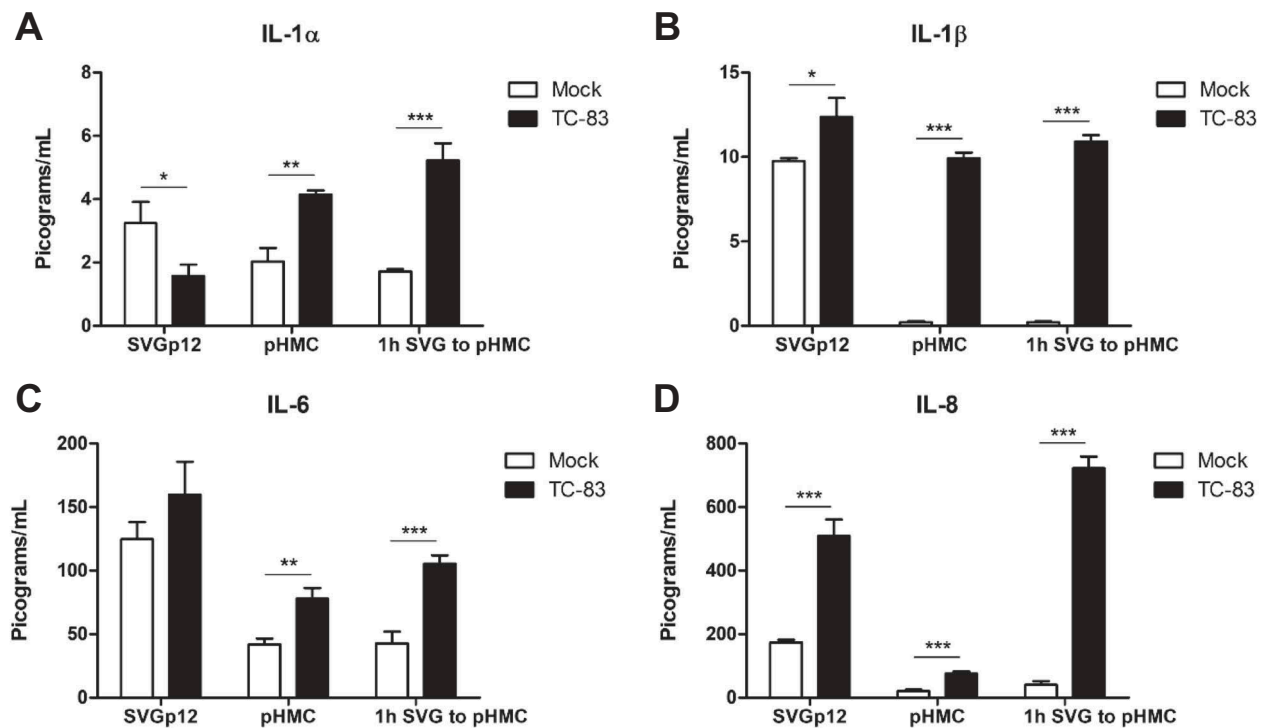 A
IL-1α
Picograms/mL
8
6
4
2
0
*
**
***
SVGp12
pHMC
1h SVG to pHMC
Mock
TC-83
B
IL-1β
Picograms/mL
15
10
5
0
*
***
***
SVGp12
pHMC
1h SVG to pHMC
Mock
TC-83
C
IL-6
Picograms/mL
200
150
100
50
0
**
***
SVGp12
pHMC
1h SVG to pHMC
Mock
TC-83
D
IL-8
Picograms/mL
800
600
400
200
0
***
***
***
SVGp12
pHMC
1h SVG to pHMC
Mock
TC-83